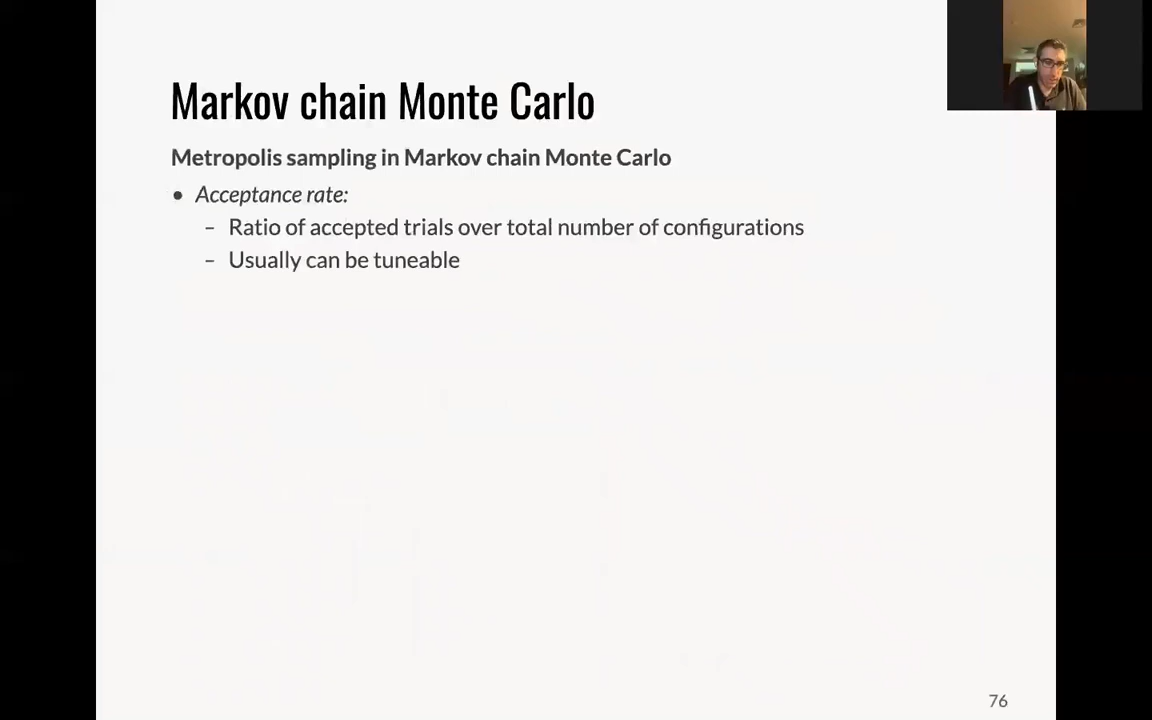 Markov chain Monte Carlo
Metropolis sampling in Markov chain Monte Carlo
• Acceptance rate:
– Ratio of accepted trials over total number of configurations
– Usually can be tuneable
76